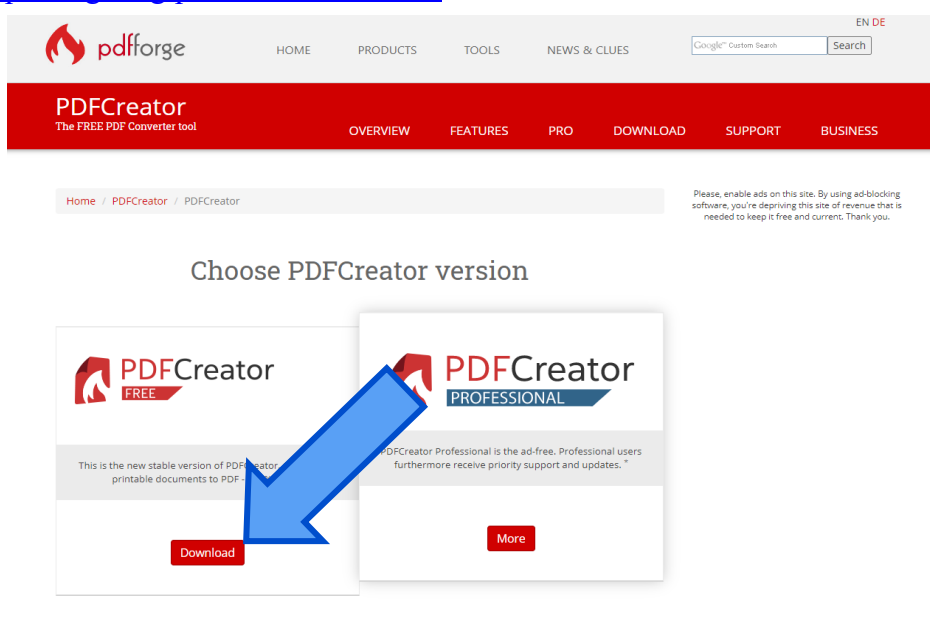 EN DE
pdfforge
HOME PRODUCTS TOOLS NEWS & CLUES
Google™ Custom Search Search
PDFCreator
The FREE PDF Converter tool
OVERVIEW FEATURES PRO DOWNLOAD SUPPORT BUSINESS
Home / PDFCreator / PDFCreator
Please, enable ads on this site. By using ad-blocking
software, you're depriving this site of revenue that is
needed to keep it free and current. Thank you.
Choose PDFCreator version
PDFCreator
FREE
This is the new stable version of PDFCreator
printable documents to PDF -
Download
PDFCreator
PROFESSIONAL
PDFCreator Professional is the ad-free. Professional users
furthermore receive priority support and updates. *
More